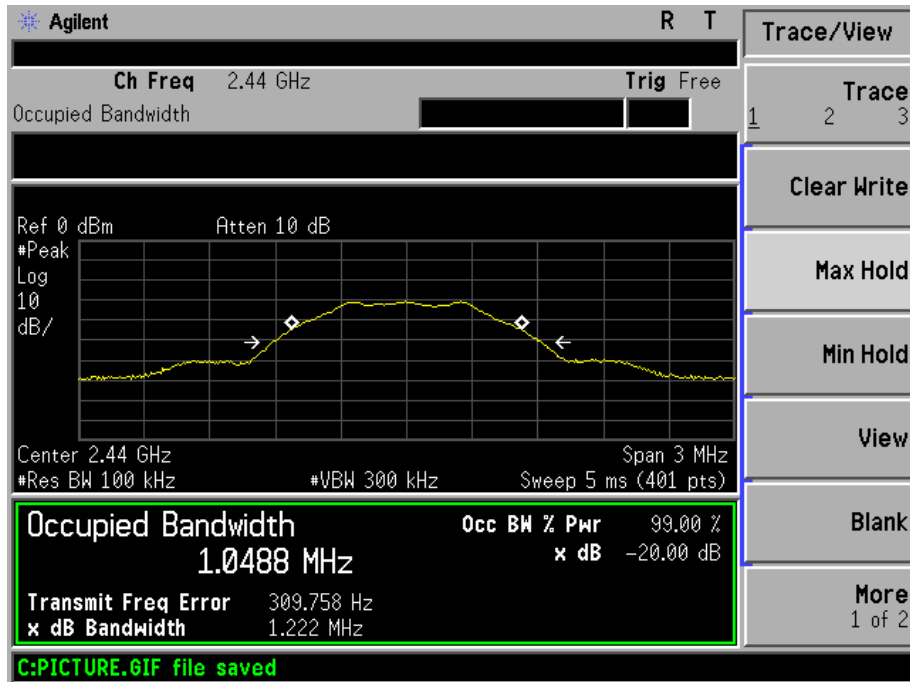 Agilent R T
Ch Freq 2.44 GHz Trig Free
Occupied Bandwidth
Ref 0 dBm Atten 10 dB
#Peak
Log
10
dB/
Center 2.44 GHz Span 3 MHz
#Res BW 100 kHz #VBW 300 kHz Sweep 5 ms (401 pts)
Occupied Bandwidth Occ BW % Pwr 99.00 %
1.0488 MHz x dB -20.00 dB
Transmit Freq Error 309.758 Hz
x dB Bandwidth 1.222 MHz
C:PICTURE.GIF file saved
Trace/View
Trace
1 2 3
Clear Write
Max Hold
Min Hold
View
Blank
More
1 of 2